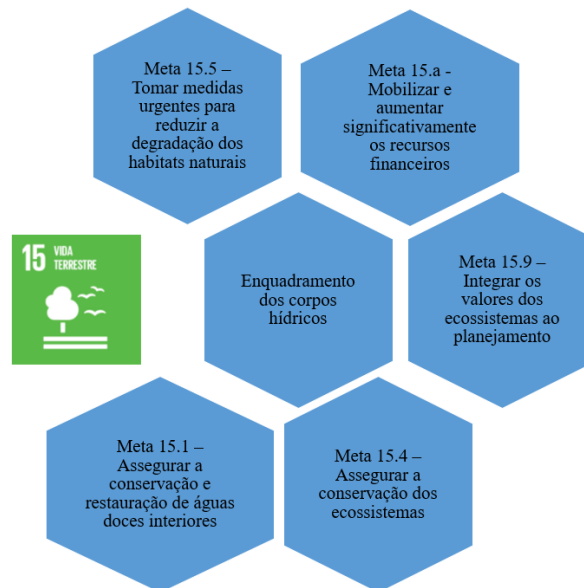 Meta 15.5 –
Tomar medidas
urgentes para
reduzir a
degradação dos
habitats naturais
Meta 15.a -
Mobilizar e
aumentar
significativamente
os recursos
financeiros
15 VIDA
TERRESTRE
Enquadramento
dos corpos
hídricos
Meta 15.9 –
Integrar os
valores dos
ecossistemas ao
planejamento
Meta 15.1 –
Assegurar a
conservação e
restauração de águas
doces interiores
Meta 15.4 –
Assegurar a
conservação dos
ecossistemas